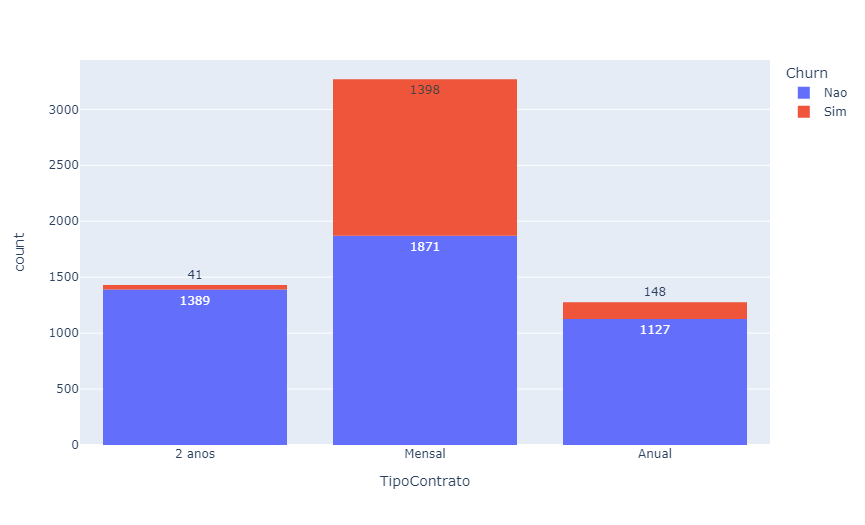 Churn
Nao
Sim
count
3000
2500
2000
1500
1000
500
0
41
1389
1398
1871
148
1127
2 anos
Mensal
Anual
TipoContrato